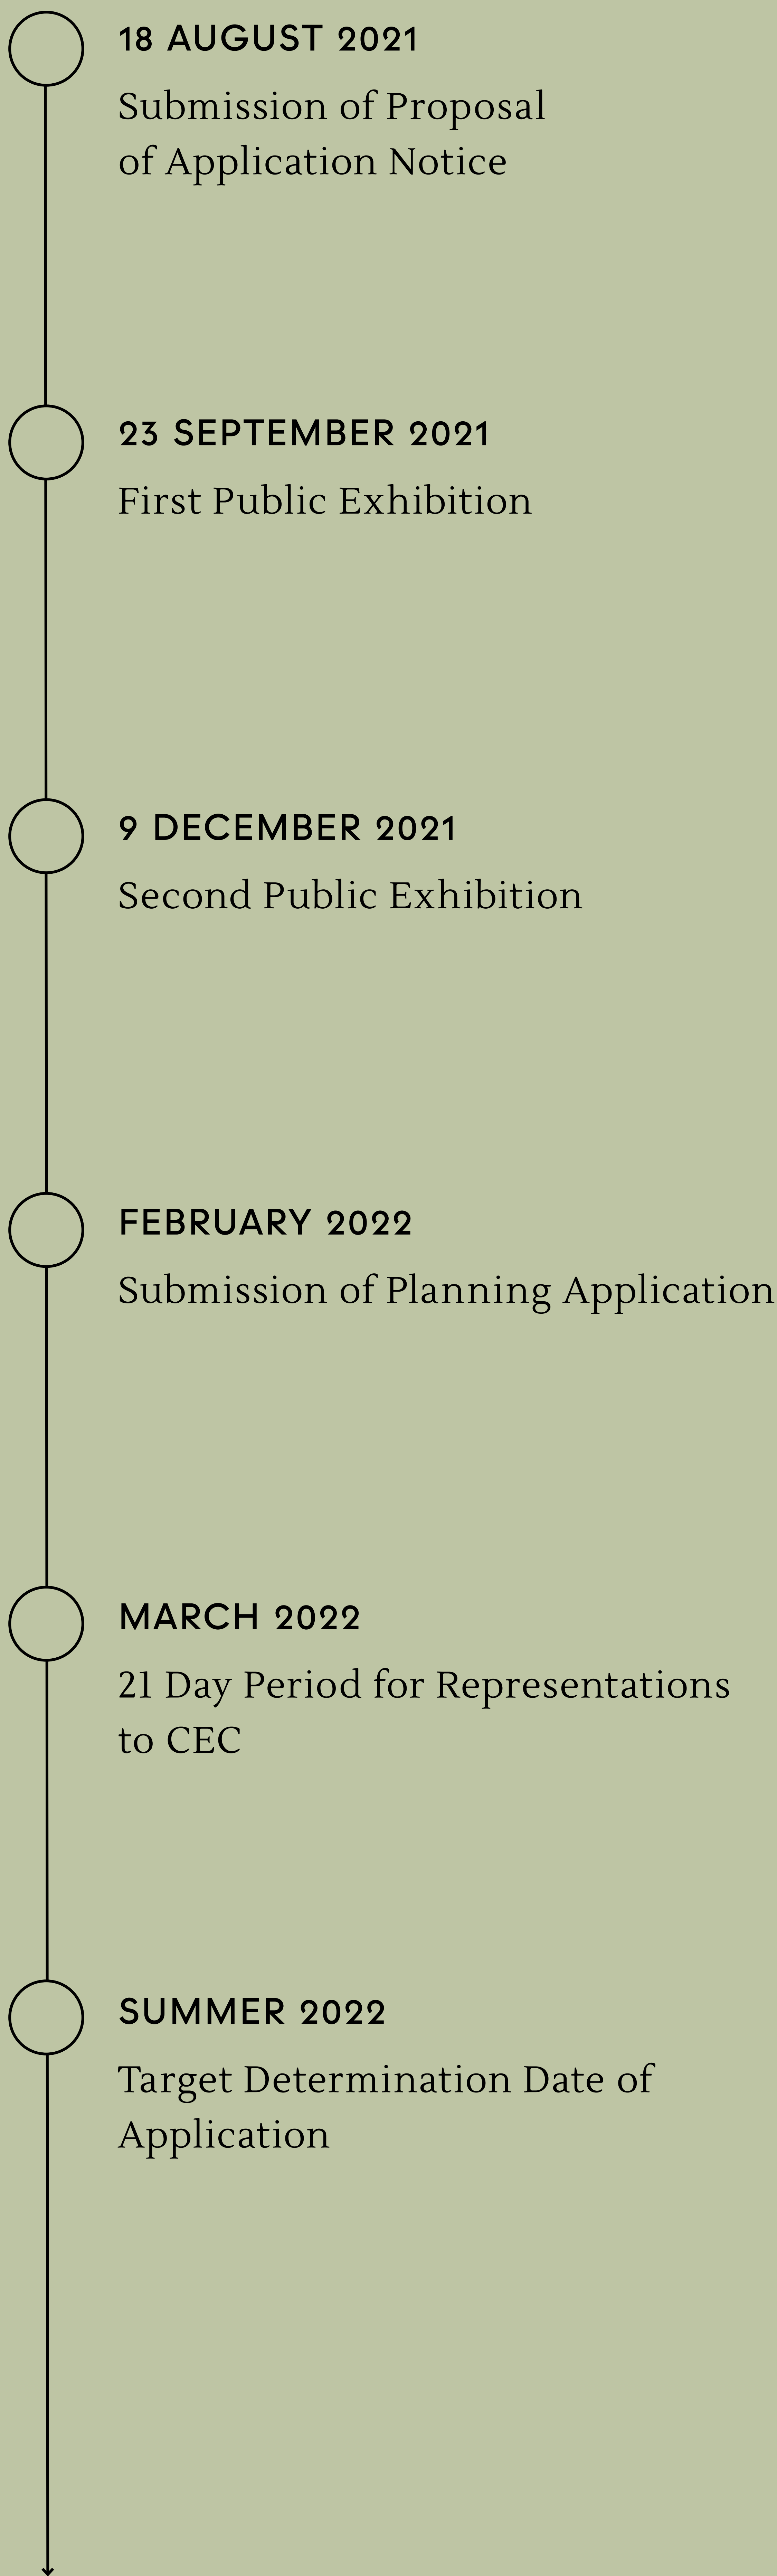 18 AUGUST 2021
Submission of Proposal
of Application Notice
23 SEPTEMBER 2021
First Public Exhibition
9 DECEMBER 2021
Second Public Exhibition
FEBRUARY 2022
Submission of Planning Application
MARCH 2022
21 Day Period for Representations
to CEC
SUMMER 2022
Target Determination Date of
Application